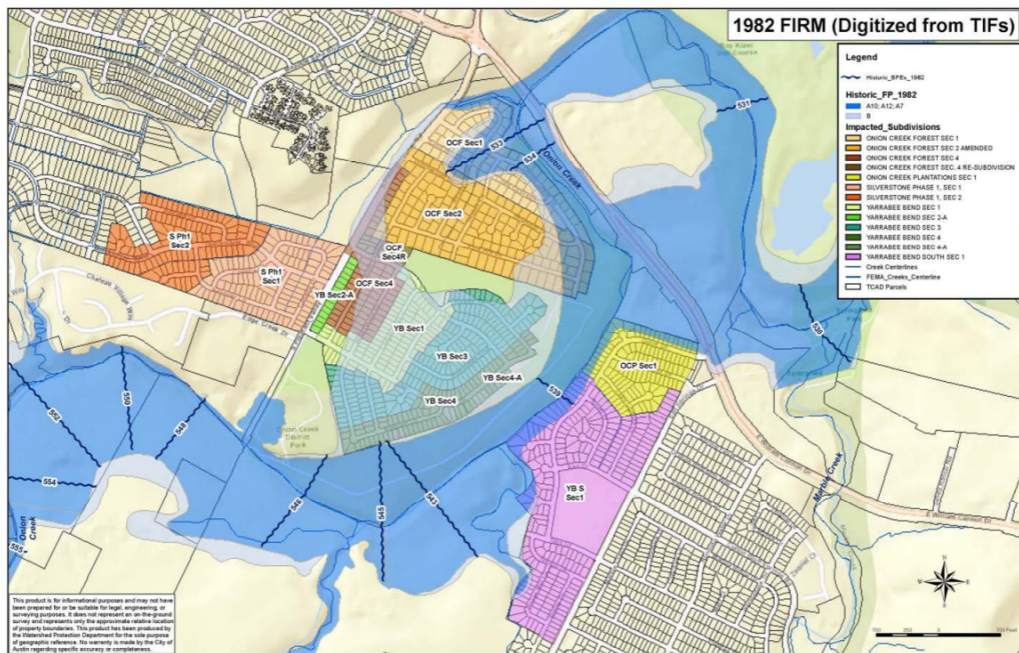 1982 FIRM (Digitized from TIFs)
Legend
Historic_BFEs_1982
Historic_FP_1982
A10; A12; A7
B
Impacted_Subdivisions
ONION CREEK FOREST SEC 1
ONION CREEK FOREST SEC 2 AMENDED
ONION CREEK FOREST SEC 4
ONION CREEK FOREST SEC. 4 RE-SUBDIVISION
ONION CREEK PLANTATIONS SEC 1
SILVERSTONE PHASE 1, SEC 1
SILVERSTONE PHASE 1, SEC 2
YARRABEE BEND SEC 1
YARRABEE BEND SEC 2-A
YARRABEE BEND SEC 3
YARRABEE BEND SEC 4
YARRABEE BEND SEC 4-A
YARRABEE BEND SOUTH SEC 1
Creek Centerlines
FEMA_Creeks_Centerline
TCAD Parcels
531
OCF Sec1
533
534
Onion Creek
OCF Sec2
S Ph1
Sec2
OCF
Sec4R
S Ph1
Sec1
OCF Sec4
YB Sec2-A
YB Sec1
530
YB Sec3
OCP Sec1
YB Sec4-A
539
YB Sec4
Onion Creek
District
Park
552
550
548
554
546
545
543
YB S
Sec1
Marble Creek
Onion
Creek
555
E William Cannon Dr
N
W
E
S
This product is for informational purposes and may not have
been prepared for or be suitable for legal, engineering, or
surveying purposes. It does not represent an on-the-ground
survey and represents only the approximate relative location
of property boundaries. This product has been produced by
the Watershed Protection Department for the sole purpose
of geographic reference. No warranty is made by the City of
Austin regarding specific accuracy or completeness.